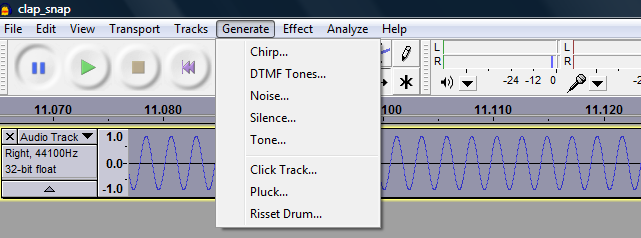 clap_snap
File Edit View Transport Tracks Generate Effect Analyze Help
Chirp...
DTMF Tones...
Noise...
Silence...
Tone...
Click Track...
Pluck...
Risset Drum...
L
R
-24 -12 0
L
R
-24
11.070 11.080 100 11.110 11.120
Audio Track
Right, 44100Hz
32-bit float
1.0
0.0-
-1.0